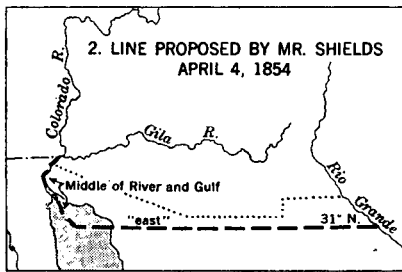 2. LINE PROPOSED BY MR. SHIELDS
APRIL 4, 1854
Colorado R.
Gila R.
Rio Grande
Middle of River and Gulf
"east"
31° N.